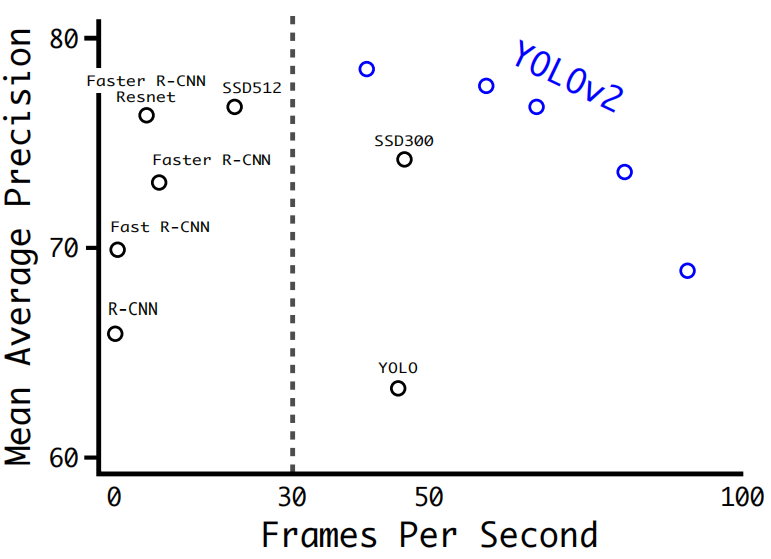 Mean Average Precision
80
70
60
Faster R-CNN
Resnet
SSD512
Faster R-CNN
Fast R-CNN
R-CNN
SSD300
YOLO
YOLOv2
0
30
50
100
Frames Per Second